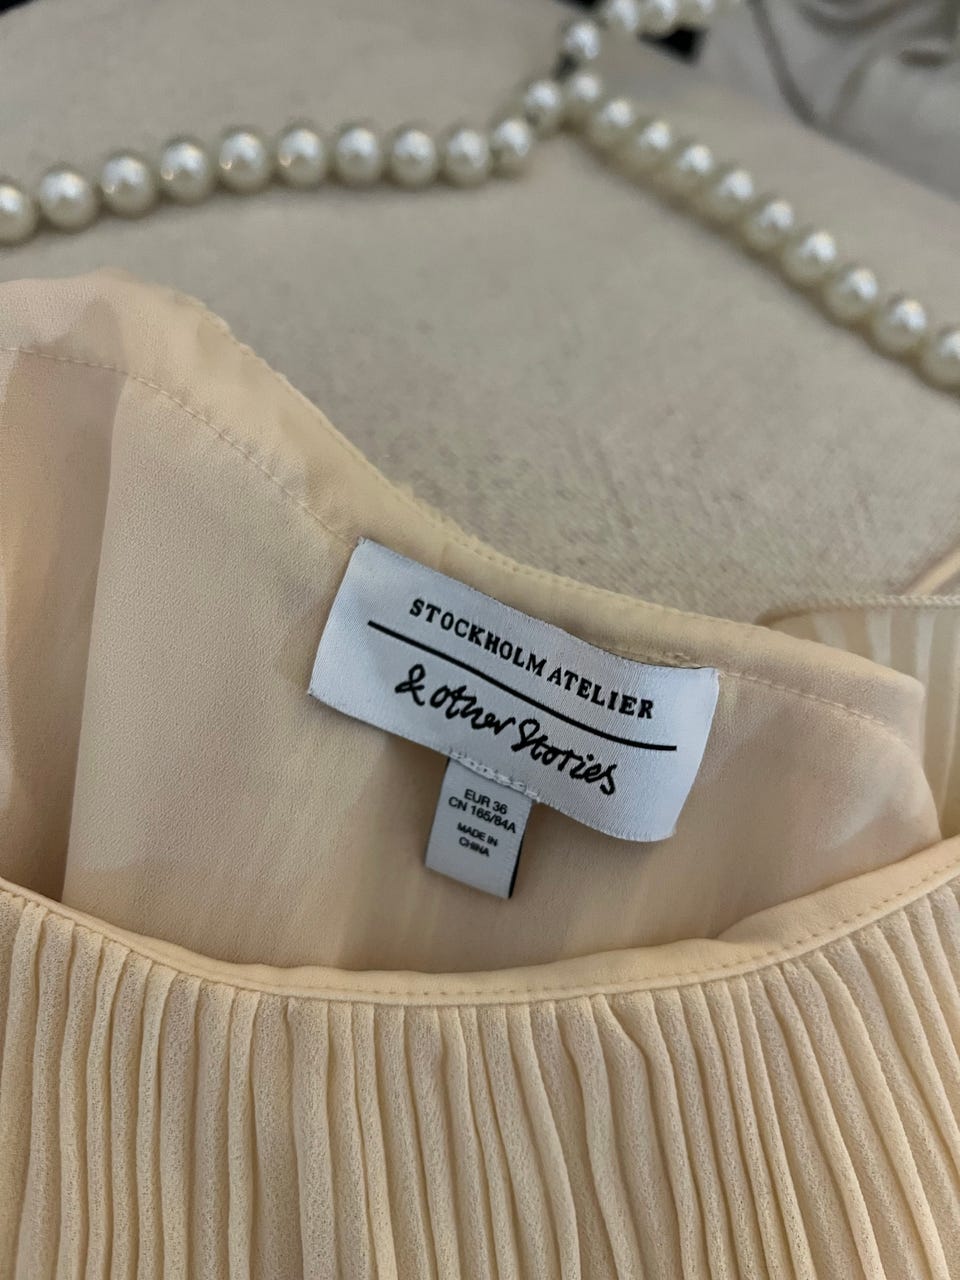 STOCKHOLM ATELIER
& other Stories
EUR 36
CN 165/84A
MADE IN
CHINA